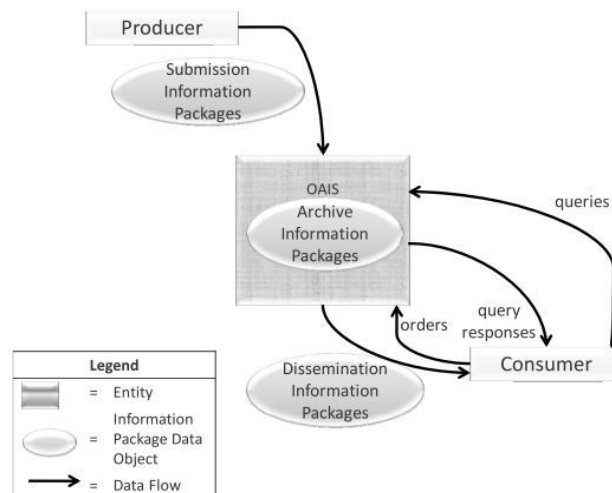 Producer
Submission
Information
Packages
OAIS
Archive
Information
Packages
queries
query
responses
orders
Consumer
Dissemination
Information
Packages
Legend
= Entity
Information
= Package Data
Object
= Data Flow